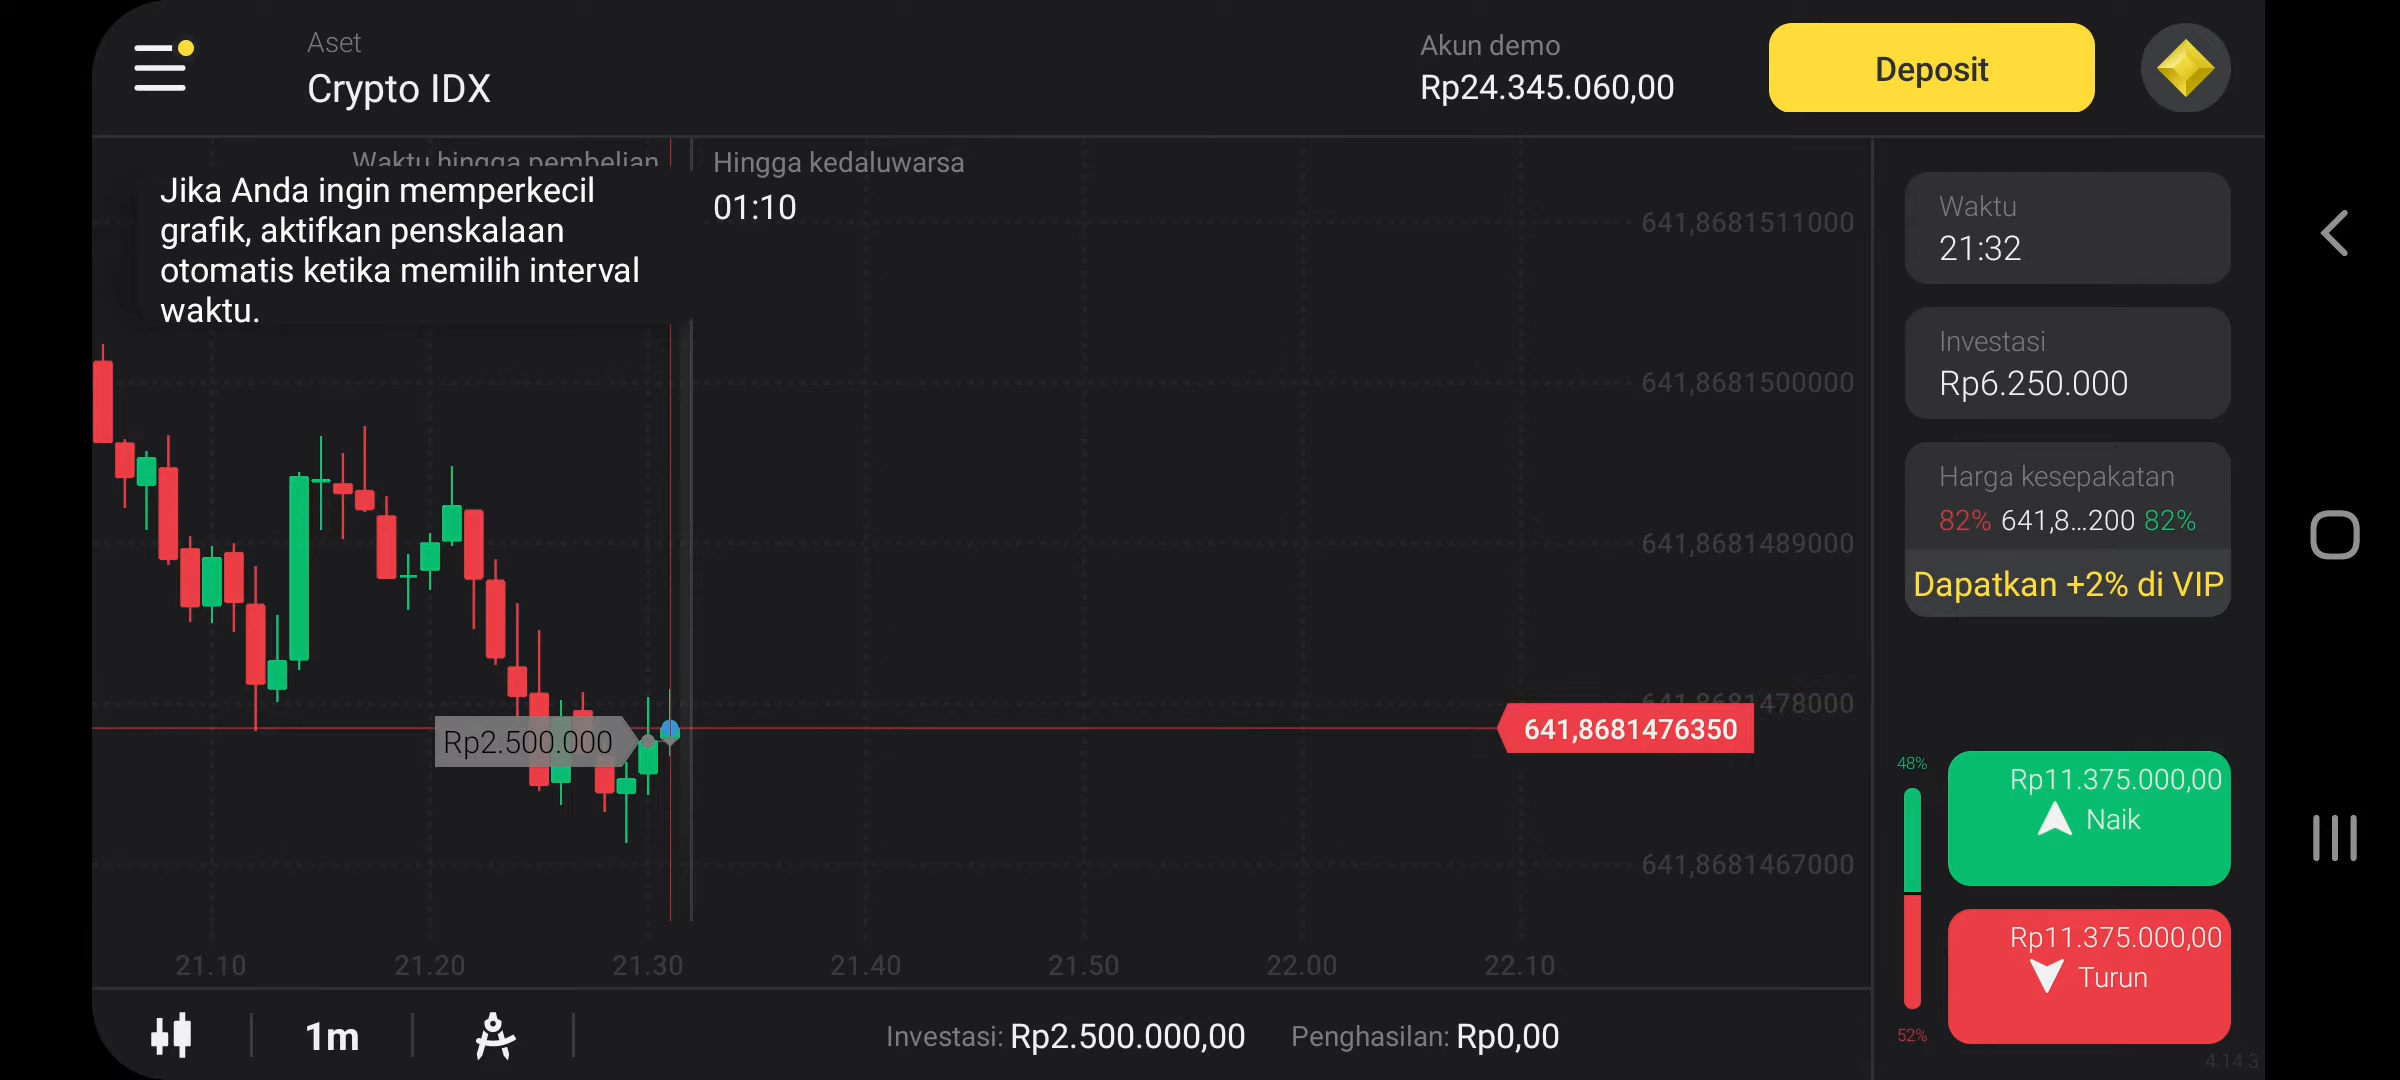 Aset
Crypto IDX
Akun demo
Rp24.345.060,00
Deposit
Waktu hingga pembelian
Jika Anda ingin memperkecil
grafik, aktifkan penskalaan
otomatis ketika memilih interval
waktu.
Hingga kedaluwarsa
01:10
641,8681511000
641,8681500000
641,8681489000
641,8681478000
641,8681476350
641,8681467000
Rp2.500.000
21.10
21.20
21.30
21.40
21.50
22.00
22.10
1m
Investasi: Rp2.500.000,00
Penghasilan: Rp0,00
Waktu
21:32
Investasi
Rp6.250.000
Harga kesepakatan
82% 641,8...200 82%
Dapatkan +2% di VIP
48%
Rp11.375.000,00
Naik
Rp11.375.000,00
Turun
52%
4.14.3